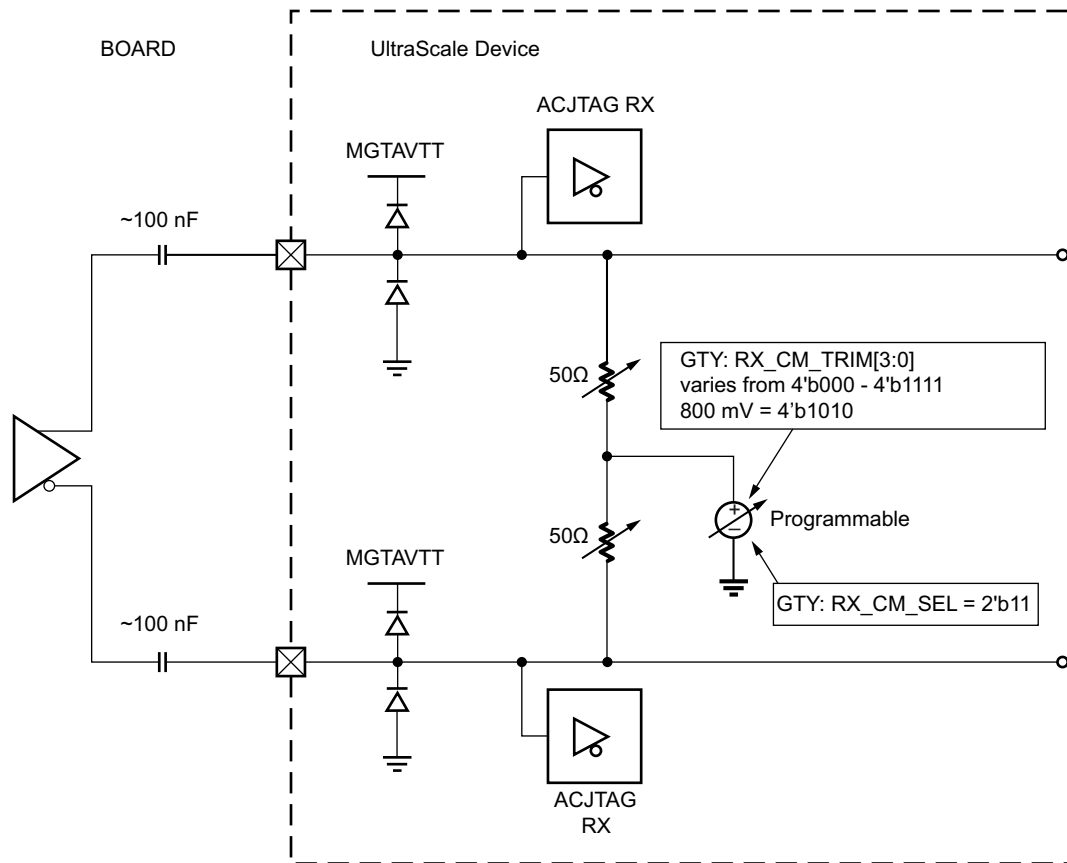 BOARD
UltraScale Device
ACJTAG RX
MGTAVTT
~100 nF
GTY: RX_CM_TRIM[3:0]
varies from 4'b000 - 4'b1111
800 mV = 4’b1010
50Ω
+
−
Programmable
50Ω
MGTAVTT
GTY: RX_CM_SEL = 2'b11
~100 nF
ACJTAG
RX